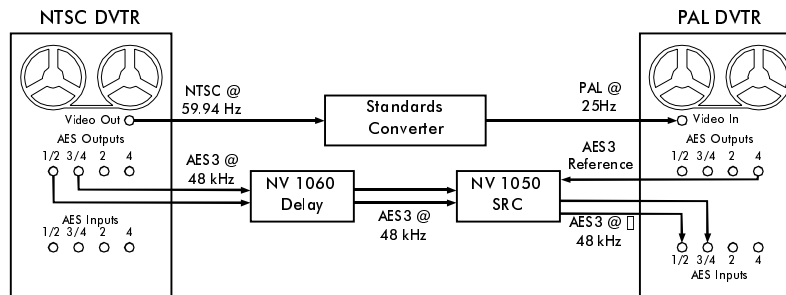 NTSC DVTR
PAL DVTR
NTSC @
59.94 Hz
PAL @
25Hz
Standards
Converter
Video Out
Video In
AES Outputs
1/2 3/4 2 4
AES Outputs
1/2 3/4 2 4
AES3 @
48 kHz
AES3
Reference
NV 1060
Delay
NV 1050
SRC
AES3 @
48 kHz
AES3 @ ▯
48 kHz
AES Inputs
1/2 3/4 2 4
1/2 3/4 2 4
AES Inputs